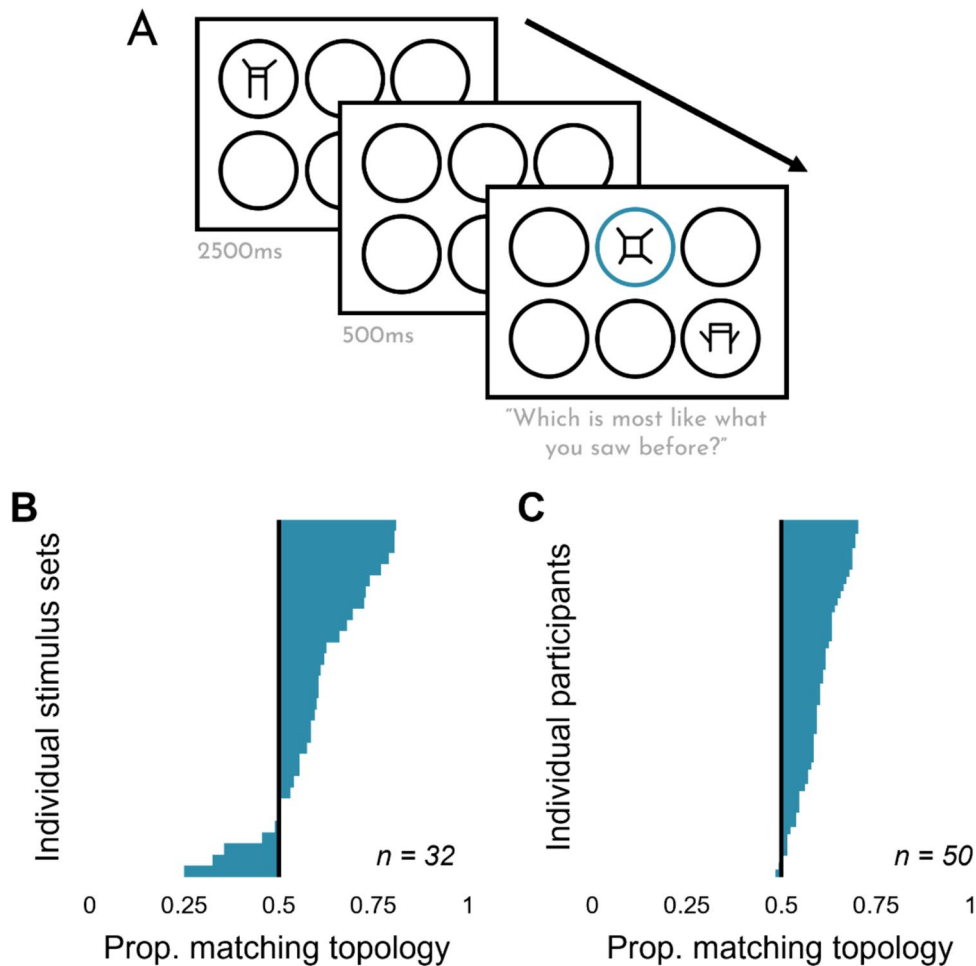 A
2500ms
500ms
"Which is most like what
you saw before?"
B
Individual stimulus sets
n = 32
0 0.25 0.5 0.75 1
Prop. matching topology
C
Individual participants
n = 50
0 0.25 0.5 0.75 1
Prop. matching topology